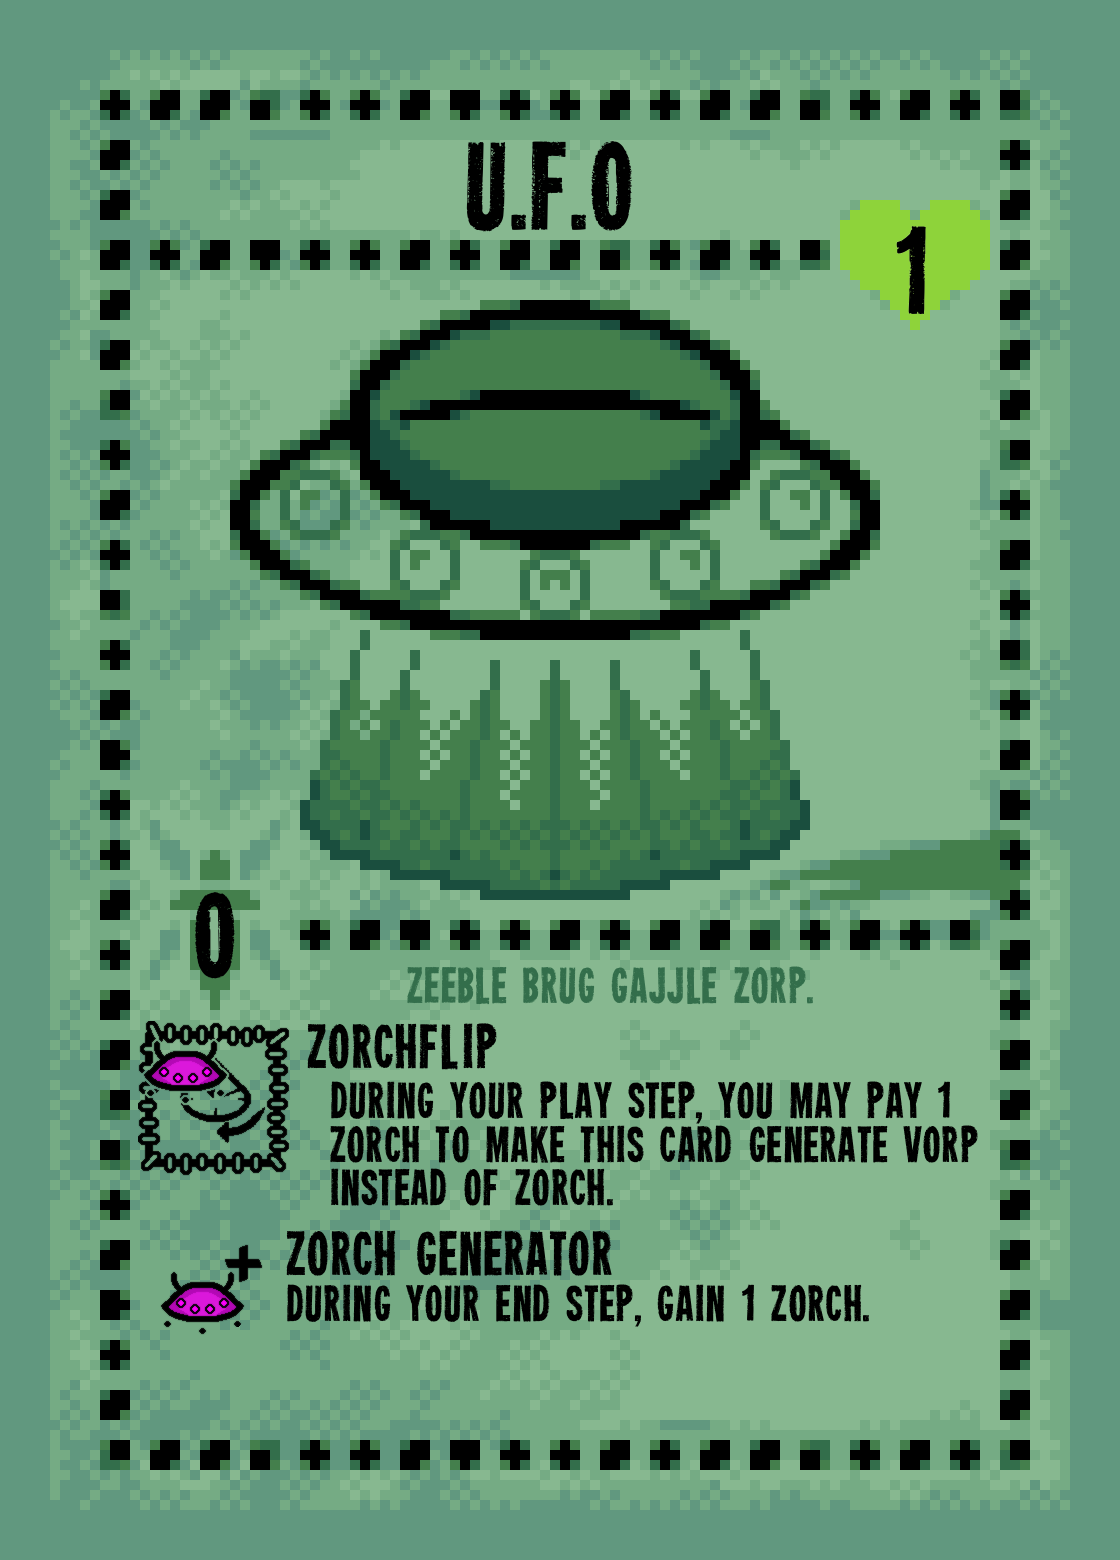 U.F.O
1
0
ZEEBLE BRUG GAJJLE ZORP.
ZORCHFLIP
DURING YOUR PLAY STEP, YOU MAY PAY 1
ZORCH TO MAKE THIS CARD GENERATE VORP
INSTEAD OF ZORCH.
ZORCH GENERATOR
DURING YOUR END STEP, GAIN 1 ZORCH.